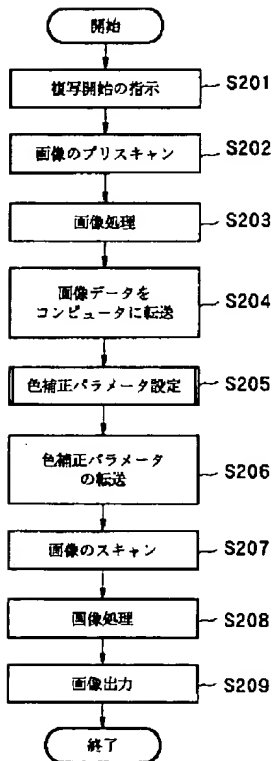 開始
複写開始の指示
S201
画像のプリスキャン
S202
画像処理
S203
画像データを
コンピュータに転送
S204
色補正パラメータ設定
S205
色補正パラメータ
の転送
S206
画像のスキャン
S207
画像処理
S208
画像出力
S209
終了